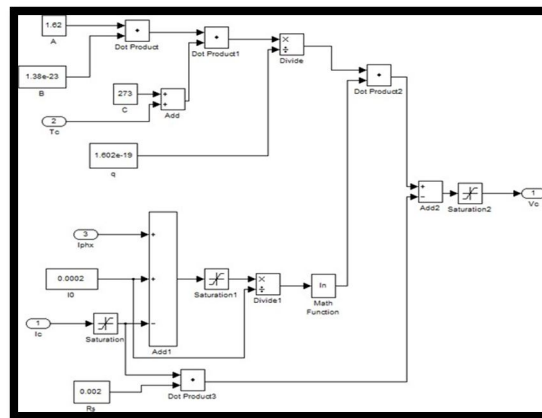 1.62
A
Dot Product
Dot Product1
Divide
1.38e-23
B
Dot Product2
273
C
Add
2
Tc
1.602e-19
q
Add2
Saturation2
1
Vc
3
Iphx
0.0002
I0
Saturation1
Divide1
ln
Math
Function
1
Ic
Saturation
Add1
0.002
Rs
Dot Product3